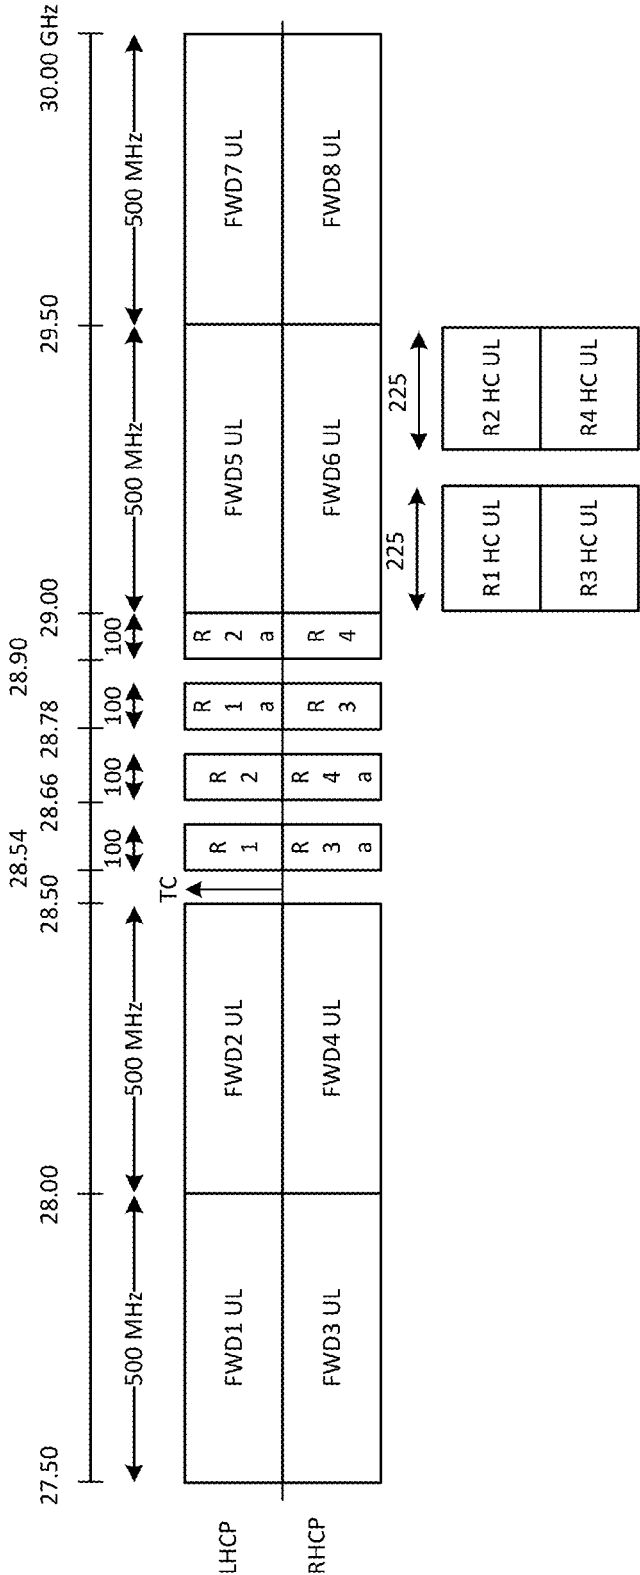 27.50
28.00
28.50
28.54
28.66
28.78
28.90
29.00
29.50
30.00 GHz
500 MHz
500 MHz
100
100
100
100
500 MHz
500 MHz
TC
LHCP
FWD1 UL
FWD2 UL
R 1
R 2
R 1 a
R 2 a
FWD5 UL
FWD7 UL
RHCP
FWD3 UL
FWD4 UL
R 3 a
R 4 a
R 3
R 4
FWD6 UL
FWD8 UL
225
225
R1 HC UL
R2 HC UL
R3 HC UL
R4 HC UL